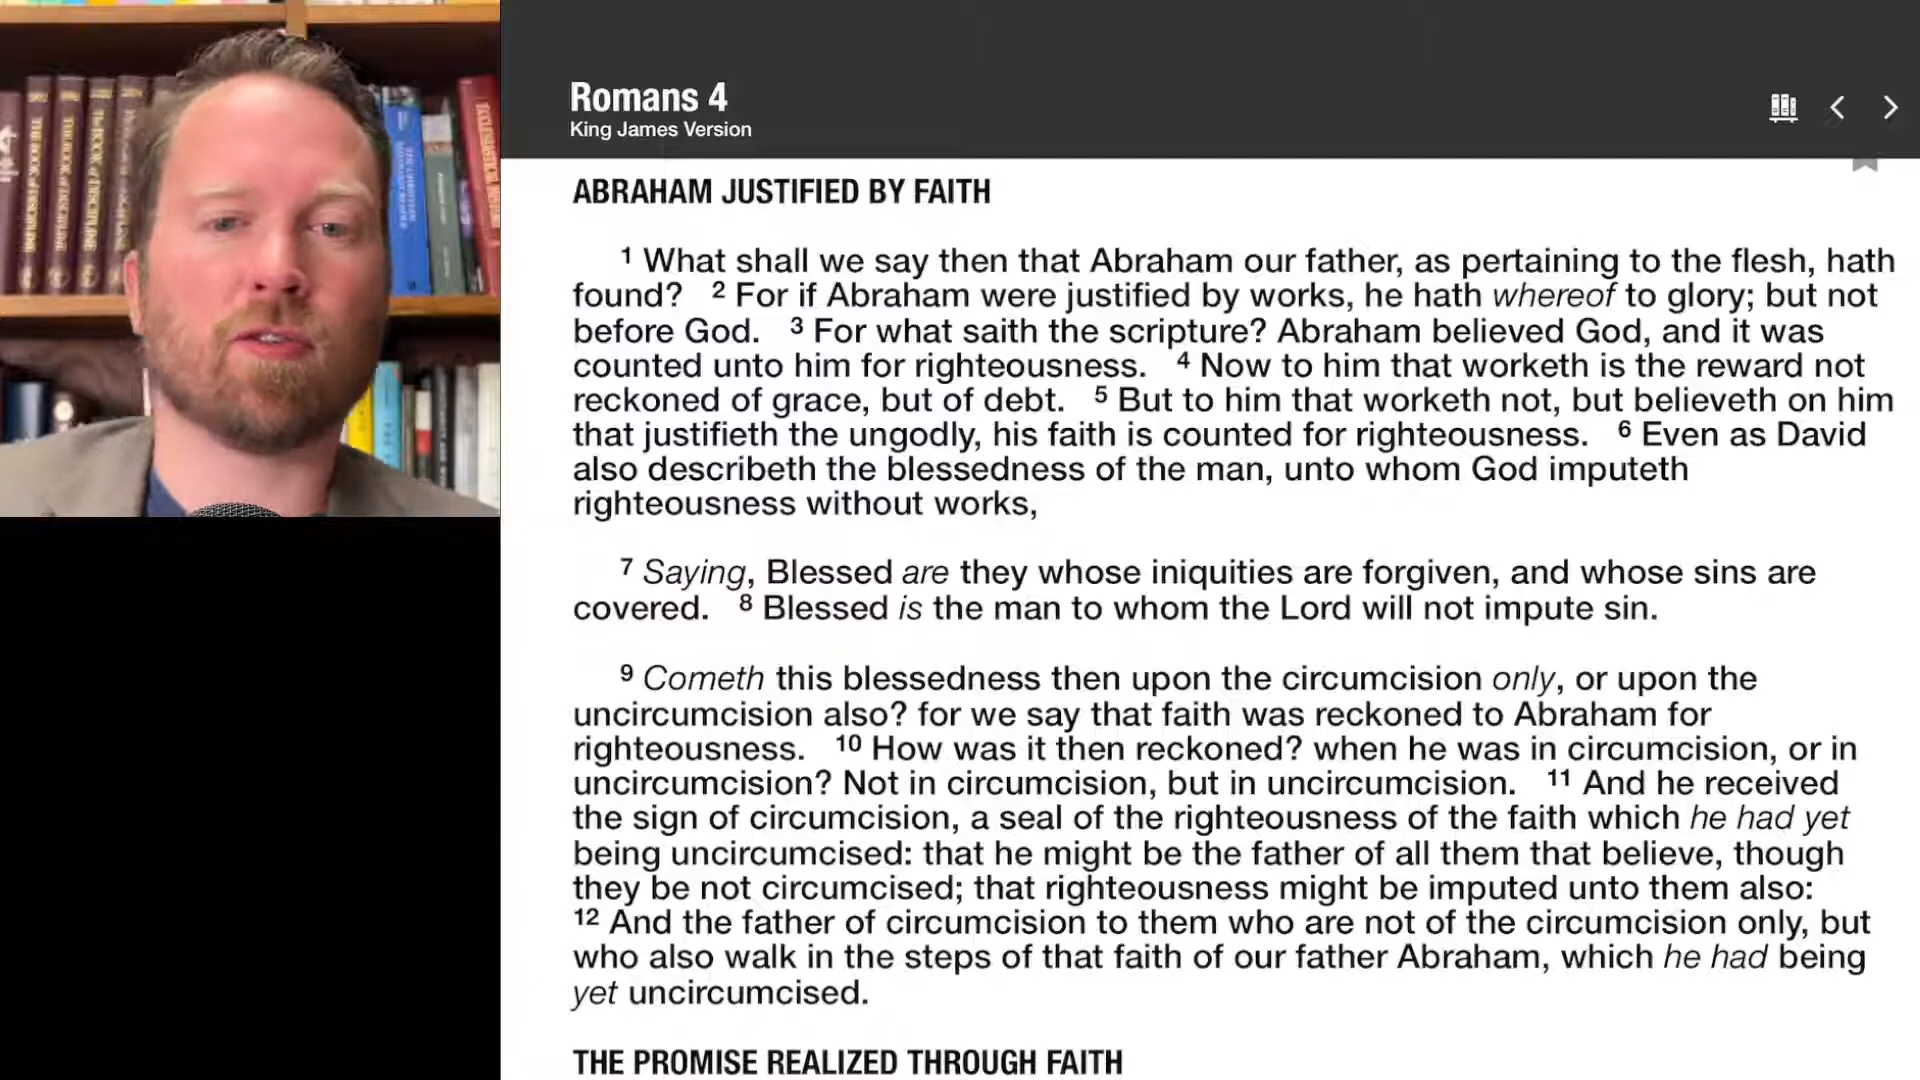 THE BOOK of DISCIPLINE
THE BOOK of DISCIPLINE
THE BOOK of DISCIPLINE
Romans 4
King James Version
ABRAHAM JUSTIFIED BY FAITH
1 What shall we say then that Abraham our father, as pertaining to the flesh, hath
found? 2 For if Abraham were justified by works, he hath whereof to glory; but not
before God. 3 For what saith the scripture? Abraham believed God, and it was
counted unto him for righteousness. 4 Now to him that worketh is the reward not
reckoned of grace, but of debt. 5 But to him that worketh not, but believeth on him
that justifieth the ungodly, his faith is counted for righteousness. 6 Even as David
also describeth the blessedness of the man, unto whom God imputeth
righteousness without works,
7 Saying, Blessed are they whose iniquities are forgiven, and whose sins are
covered. 8 Blessed is the man to whom the Lord will not impute sin.
9 Cometh this blessedness then upon the circumcision only, or upon the
uncircumcision also? for we say that faith was reckoned to Abraham for
righteousness. 10 How was it then reckoned? when he was in circumcision, or in
uncircumcision? Not in circumcision, but in uncircumcision. 11 And he received
the sign of circumcision, a seal of the righteousness of the faith which he had yet
being uncircumcised: that he might be the father of all them that believe, though
they be not circumcised; that righteousness might be imputed unto them also:
12 And the father of circumcision to them who are not of the circumcision only, but
who also walk in the steps of that faith of our father Abraham, which he had being
yet uncircumcised.
THE PROMISE REALIZED THROUGH FAITH